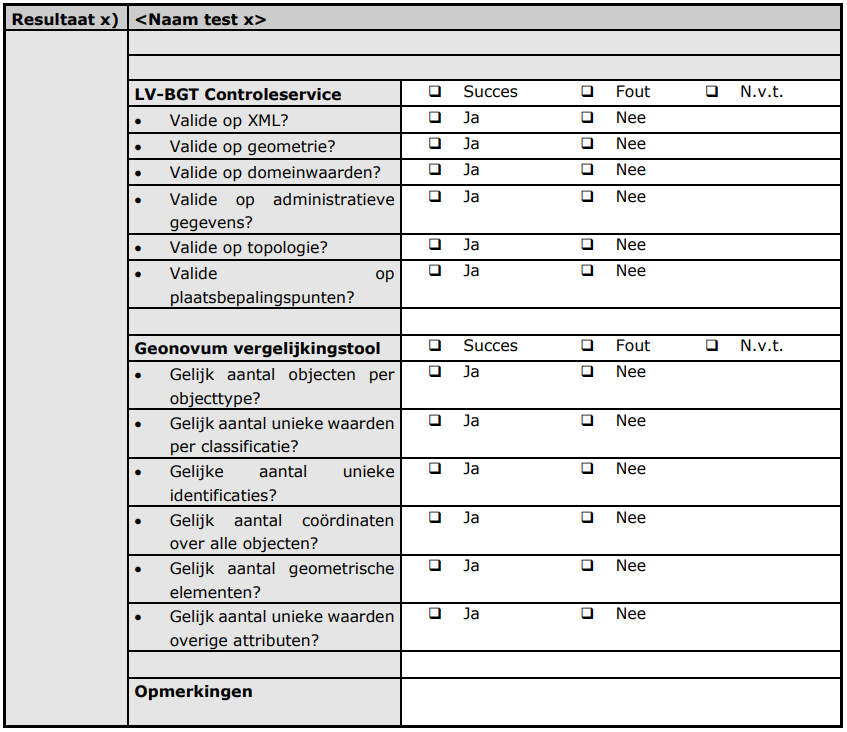 Resultaat x) <Naam test x>
LV-BGT Controleservice ❑ Succes ❑ Fout ❑ N.v.t.
• Valide op XML? ❑ Ja ❑ Nee
• Valide op geometrie? ❑ Ja ❑ Nee
• Valide op domeinwaarden? ❑ Ja ❑ Nee
• Valide op administratieve ❑ Ja ❑ Nee
gegevens?
• Valide op topologie? ❑ Ja ❑ Nee
• Valide op ❑ Ja ❑ Nee
plaatsbepalingspunten?
Geonovum vergelijkingstool ❑ Succes ❑ Fout ❑ N.v.t.
• Gelijk aantal objecten per ❑ Ja ❑ Nee
objecttype?
• Gelijk aantal unieke waarden ❑ Ja ❑ Nee
per classificatie?
• Gelijke aantal unieke ❑ Ja ❑ Nee
identificaties?
• Gelijk aantal coördinaten ❑ Ja ❑ Nee
over alle objecten?
• Gelijk aantal geometrische ❑ Ja ❑ Nee
elementen?
• Gelijk aantal unieke waarden ❑ Ja ❑ Nee
overige attributen?
Opmerkingen